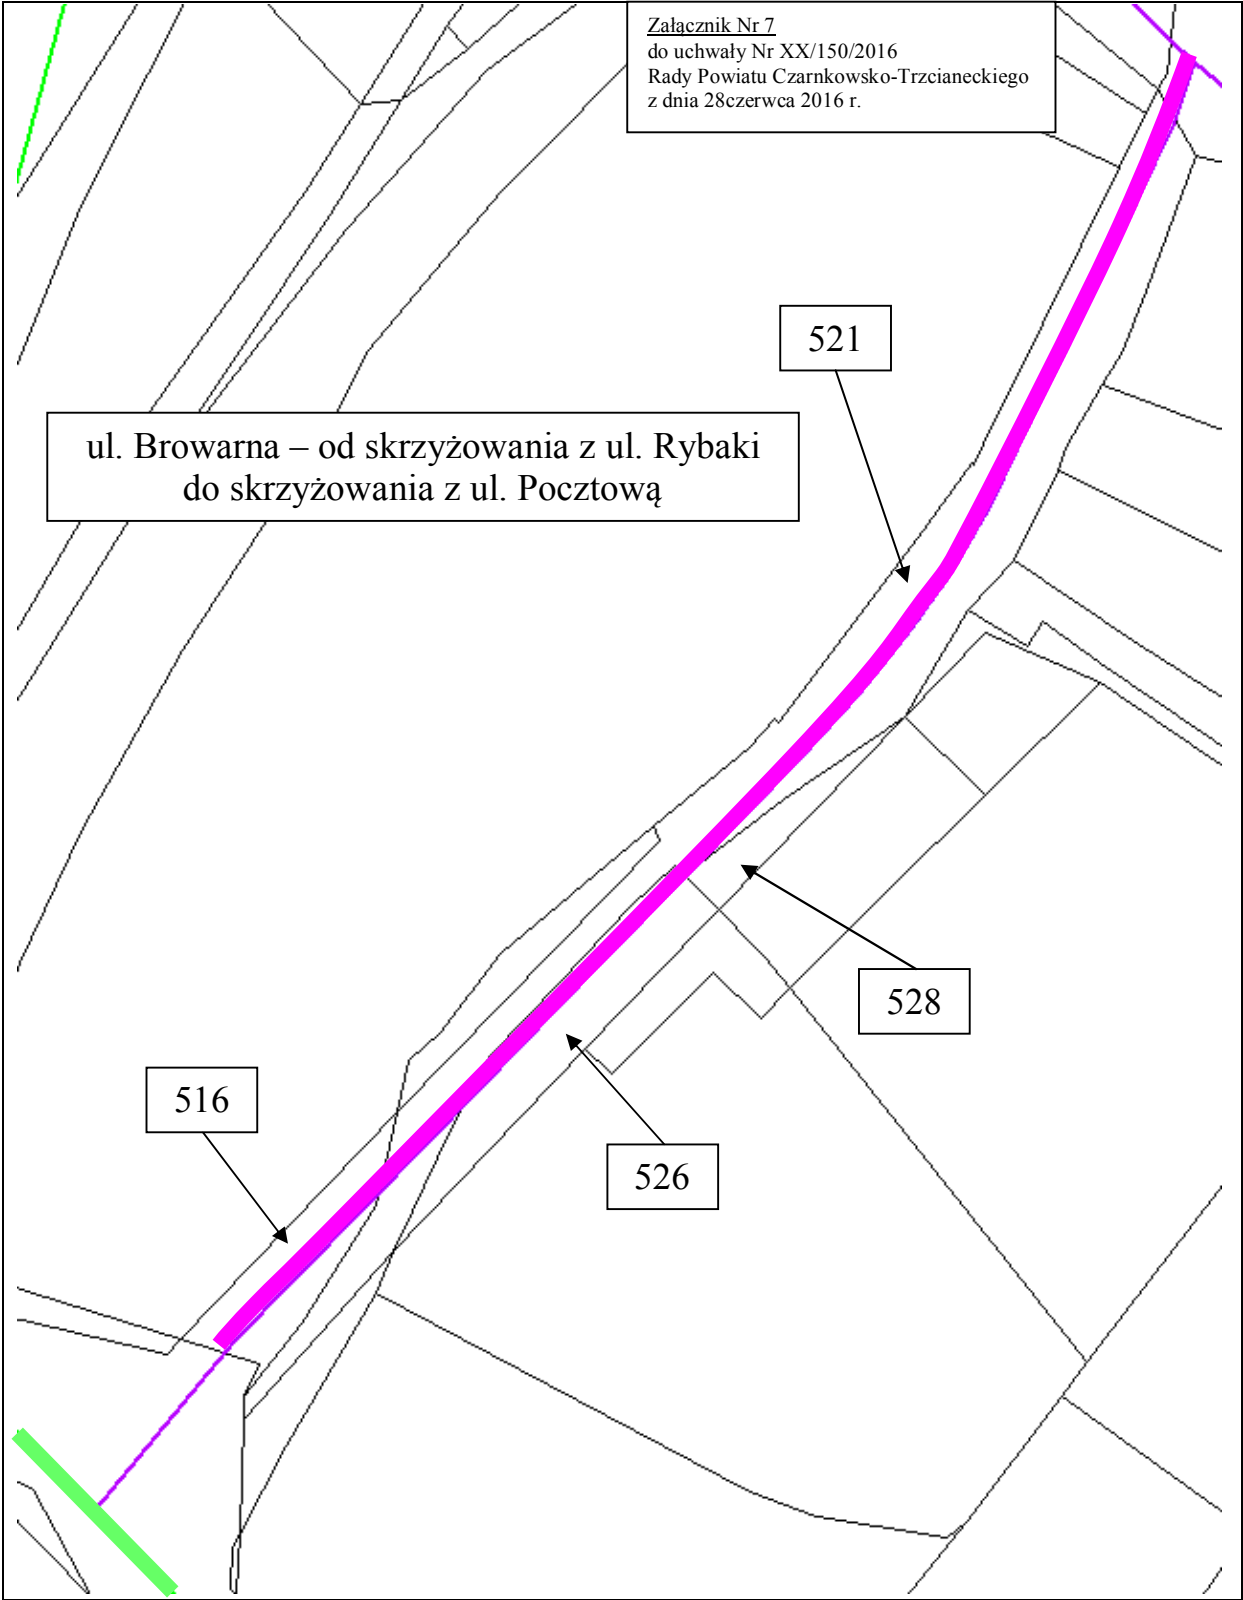 Załącznik Nr 7
do uchwały Nr XX/150/2016
Rady Powiatu Czarnkowsko-Trzcianeckiego
z dnia 28czerwca 2016 r.
521
ul. Browarna – od skrzyżowania z ul. Rybaki
do skrzyżowania z ul. Pocztową
528
516
526